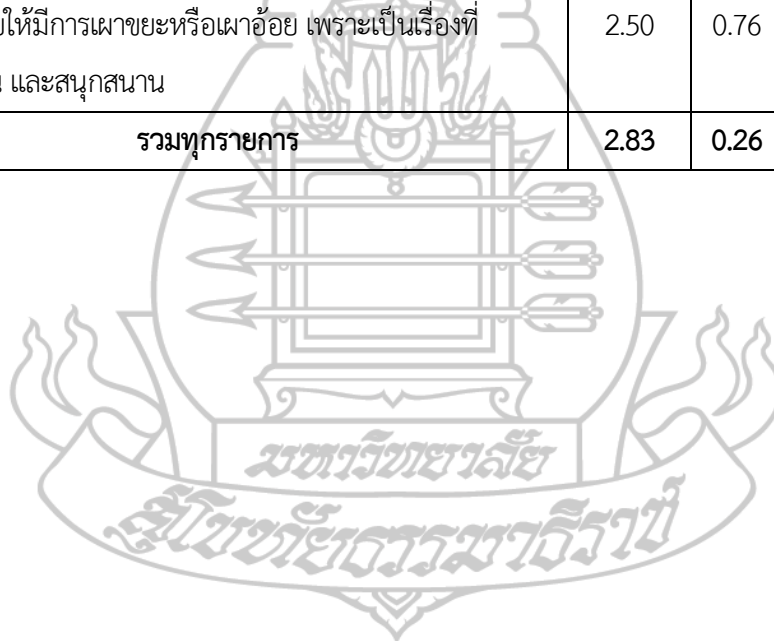 ให้มีการเผาขยะหรือเผาอ้อย เพราะเป็นเรื่องที่ 2.50 0.76
และสนุกสนาน
รวมทุกรายการ 2.83 0.26
มหาวิทยาลัย
สุโขทัยธรรมาธิราช